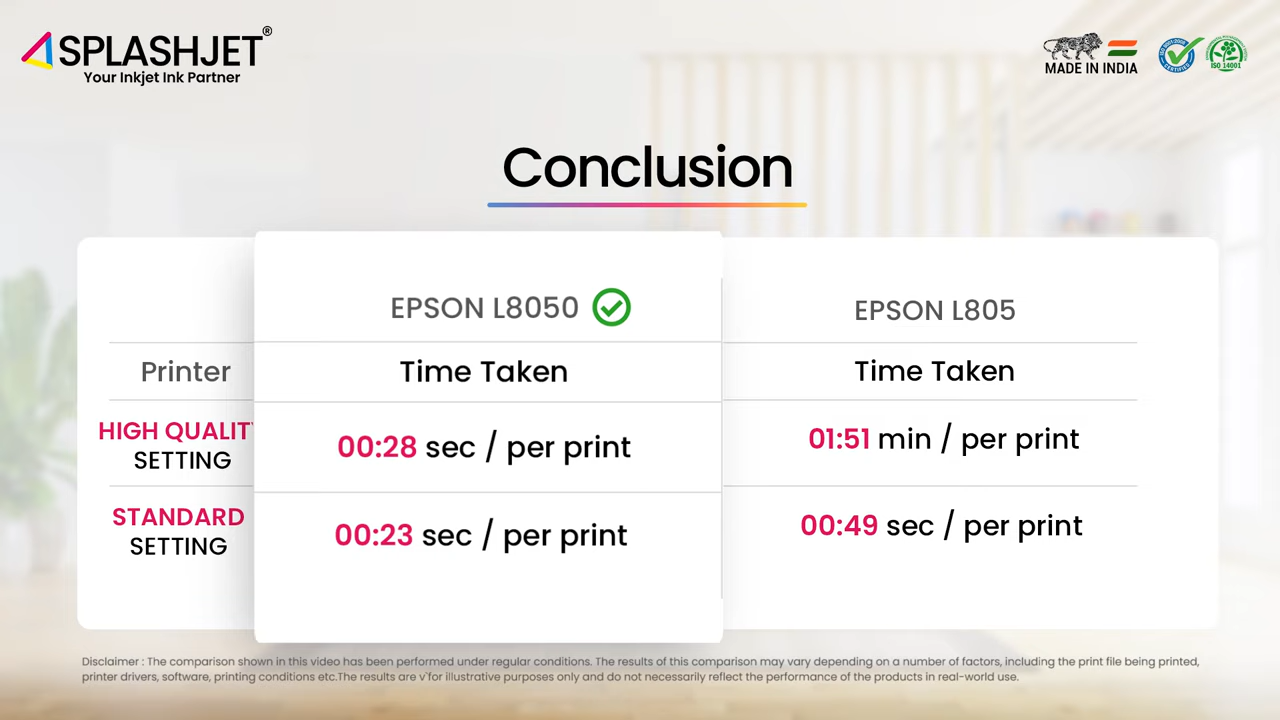 SPLASHJET®
Your Inkjet Ink Partner
MADE IN INDIA
CERTIFIED
ISO 14001
Conclusion
EPSON L8050
EPSON L805
Printer
Time Taken
Time Taken
HIGH QUALITY
SETTING
00:28 sec / per print
01:51 min / per print
STANDARD
SETTING
00:23 sec / per print
00:49 sec / per print
Disclaimer : The comparison shown in this video has been performed under regular conditions. The results of this comparison may vary depending on a number of factors, including the print file being printed,
printer drivers, software, printing conditions etc.The results are v`for illustrative purposes only and do not necessarily reflect the performance of the products in real-world use.